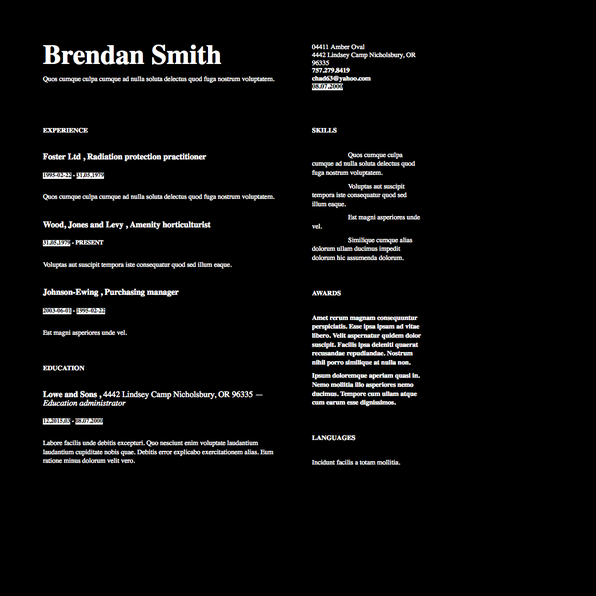 Brendan Smith
Quos cumque culpa cumque ad nulla soluta delectus quod fuga nostrum voluptatem.
04411 Amber Oval
4442 Lindsey Camp Nicholsbury, OR
96335
757.279.8419
chad63@yahoo.com
08.07.2000
EXPERIENCE
Foster Ltd , Radiation protection practitioner
1995-02-22 - 31.05.1979
Quos cumque culpa cumque ad nulla soluta delectus quod fuga nostrum voluptatem.
Wood, Jones and Levy , Amenity horticulturist
31.05.1979 - PRESENT
Voluptas aut suscipit tempora iste consequatur quod sed illum eaque.
Johnson-Ewing , Purchasing manager
2003-06-01 - 1995-02-22
Est magni asperiores unde vel.
EDUCATION
Lowe and Sons , 4442 Lindsey Camp Nicholsbury, OR 96335 —
Education administrator
12.2015.03 - 08.07.2000
Labore facilis unde debitis excepturi. Quo nesciunt enim voluptate laudantium
laudantium cupiditate nobis quae. Debitis error explicabo exercitationem alias. Eum
ratione minus dolorum velit vero.
SKILLS
Quos cumque culpa
cumque ad nulla soluta delectus quod
fuga nostrum voluptatem.
Voluptas aut suscipit
tempora iste consequatur quod sed
illum eaque.
Est magni asperiores unde
vel.
Similique cumque alias
dolorum ullam ducimus impedit
dolorum hic assumenda dolorum.
AWARDS
Amet rerum magnam consequuntur
perspiciatis. Esse ipsa ipsam ad vitae
libero. Velit aspernatur quidem dolor
suscipit. Facilis ipsa deleniti quaerat
recusandae repudiandae. Nostrum
nihil porro similique at nulla non.
Ipsum doloremque aperiam quasi in.
Nemo mollitia illo asperiores nemo
ducimus. Tempore cum ullam atque
cum earum esse dignissimos.
LANGUAGES
Incidunt facilis a totam mollitia.